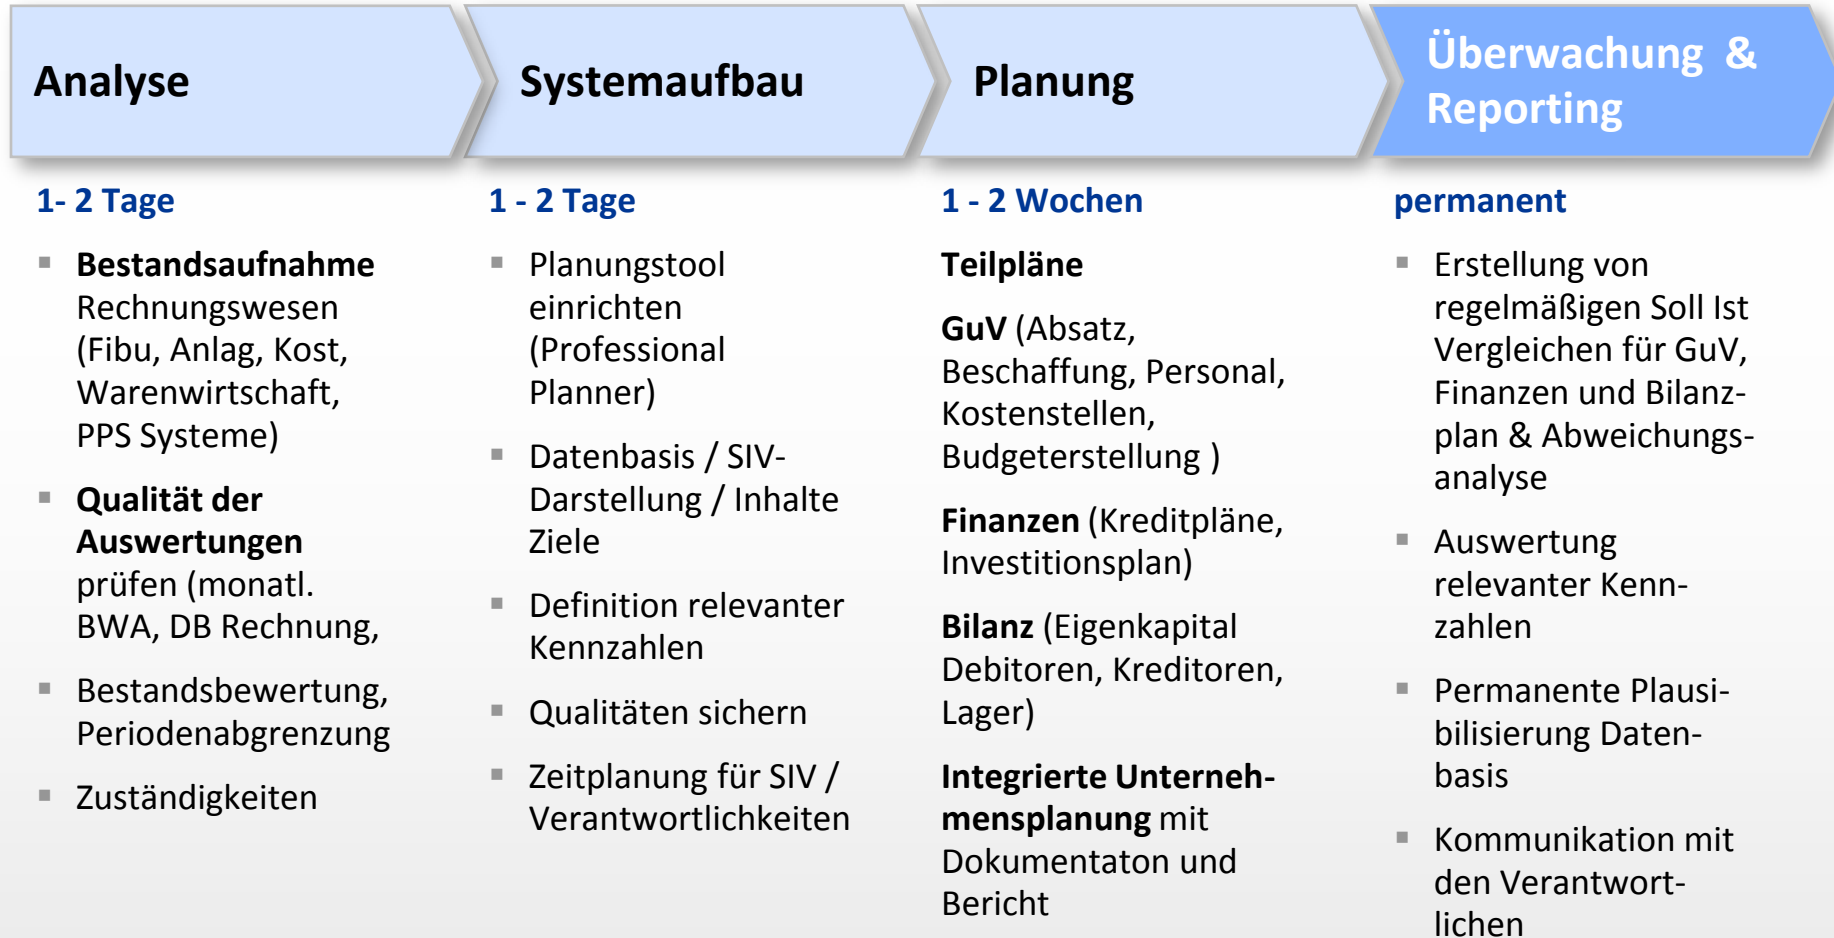 Analyse
Systemaufbau
Planung
Überwachung &
Reporting
1- 2 Tage
Bestandsaufnahme
Rechnungswesen
(Fibu, Anlag, Kost,
Warenwirtschaft,
PPS Systeme)
Qualität der
Auswertungen
prüfen (monatl.
BWA, DB Rechnung,
Bestandsbewertung,
Periodenabgrenzung
Zuständigkeiten
1 - 2 Tage
Planungstool
einrichten
(Professional
Planner)
Datenbasis / SIV-
Darstellung / Inhalte
Ziele
Definition relevanter
Kennzahlen
Qualitäten sichern
Zeitplanung für SIV /
Verantwortlichkeiten
1 - 2 Wochen
Teilpläne
GuV (Absatz,
Beschaffung, Personal,
Kostenstellen,
Budgeterstellung )
Finanzen (Kreditpläne,
Investitionsplan)
Bilanz (Eigenkapital
Debitoren, Kreditoren,
Lager)
Integrierte Unterneh-
mensplanung mit
Dokumentaton und
Bericht
permanent
Erstellung von
regelmäßigen Soll Ist
Vergleichen für GuV,
Finanzen und Bilanz-
plan & Abweichungs-
analyse
Auswertung
relevanter Kenn-
zahlen
Permanente Plausi-
bilisierung Daten-
basis
Kommunikation mit
den Verantwort-
lichen